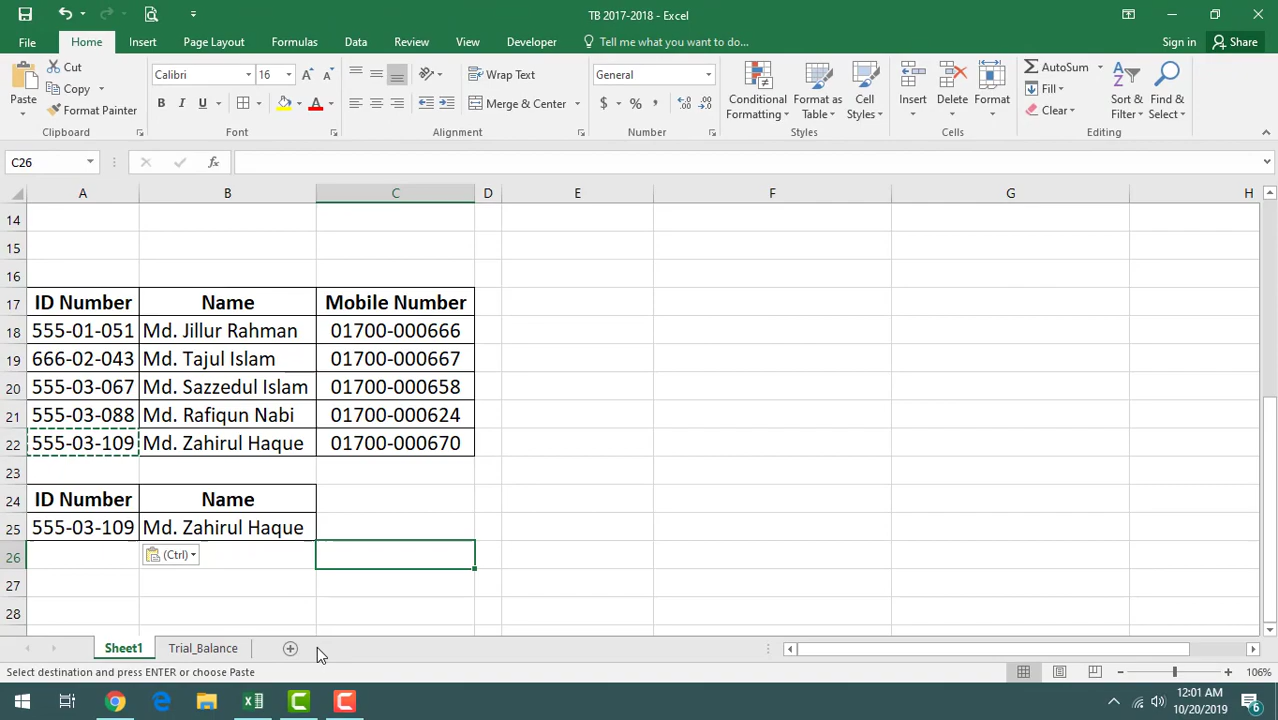 TB 2017-2018 - Excel
File Home Insert Page Layout Formulas Data Review View Developer Tell me what you want to do... Sign in Share
Cut
Copy
Format Painter
Paste
Calibri 16
B I U
Wrap Text
Merge & Center
General
$ % ,
Conditional Formatting
Format as Table
Cell Styles
Insert Delete Format
AutoSum
Fill
Clear
Sort & Filter
Find & Select
Clipboard Font Alignment Number Styles Cells Editing
C26 fx
A B C D E F G H
14
15
16
17 ID Number Name Mobile Number
18 555-01-051 Md. Jillur Rahman 01700-000666
19 666-02-043 Md. Tajul Islam 01700-000667
20 555-03-067 Md. Sazzedul Islam 01700-000658
21 555-03-088 Md. Rafiqun Nabi 01700-000624
22 555-03-109 Md. Zahirul Haque 01700-000670
23
24 ID Number Name
25 555-03-109 Md. Zahirul Haque
26 (Ctrl)
27
28
Sheet1 Trial_Balance
Select destination and press ENTER or choose Paste 106%
12:01 AM
10/20/2019
6